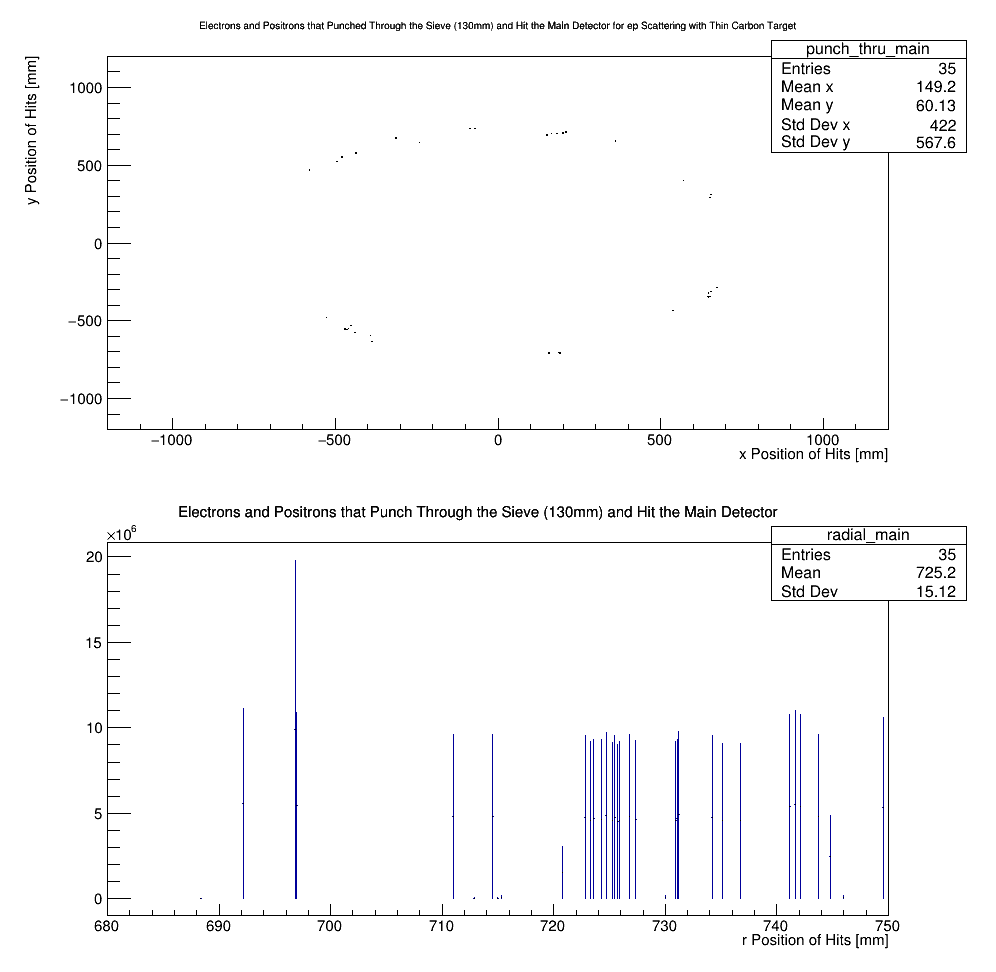 Electrons and Positrons that Punched Through the Sieve (130mm) and Hit the Main Detector for ep Scattering with Thin Carbon Target
punch_thru_main
Entries 35
Mean x 149.2
Mean y 60.13
Std Dev x 422
Std Dev y 567.6
y Position of Hits [mm]
1000
500
0
−500
−1000
−1000 −500 0 500 1000
x Position of Hits [mm]
Electrons and Positrons that Punch Through the Sieve (130mm) and Hit the Main Detector
radial_main
Entries 35
Mean 725.2
Std Dev 15.12
×10⁶
20
15
10
5
0
680 690 700 710 720 730 740 750
r Position of Hits [mm]